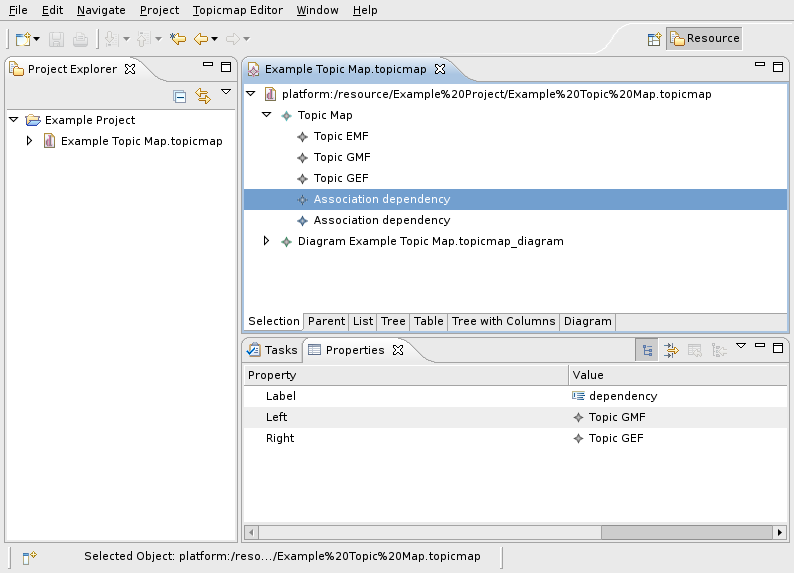 File Edit Navigate Project Topicmap Editor Window Help
Resource
Project Explorer
Example Project
Example Topic Map.topicmap
Example Topic Map.topicmap
platform:/resource/Example%20Project/Example%20Topic%20Map.topicmap
Topic Map
Topic EMF
Topic GMF
Topic GEF
Association dependency
Association dependency
Diagram Example Topic Map.topicmap_diagram
Selection Parent List Tree Table Tree with Columns Diagram
Tasks Properties
Property Value
Label dependency
Left Topic GMF
Right Topic GEF
Selected Object: platform:/reso.../Example%20Topic%20Map.topicmap